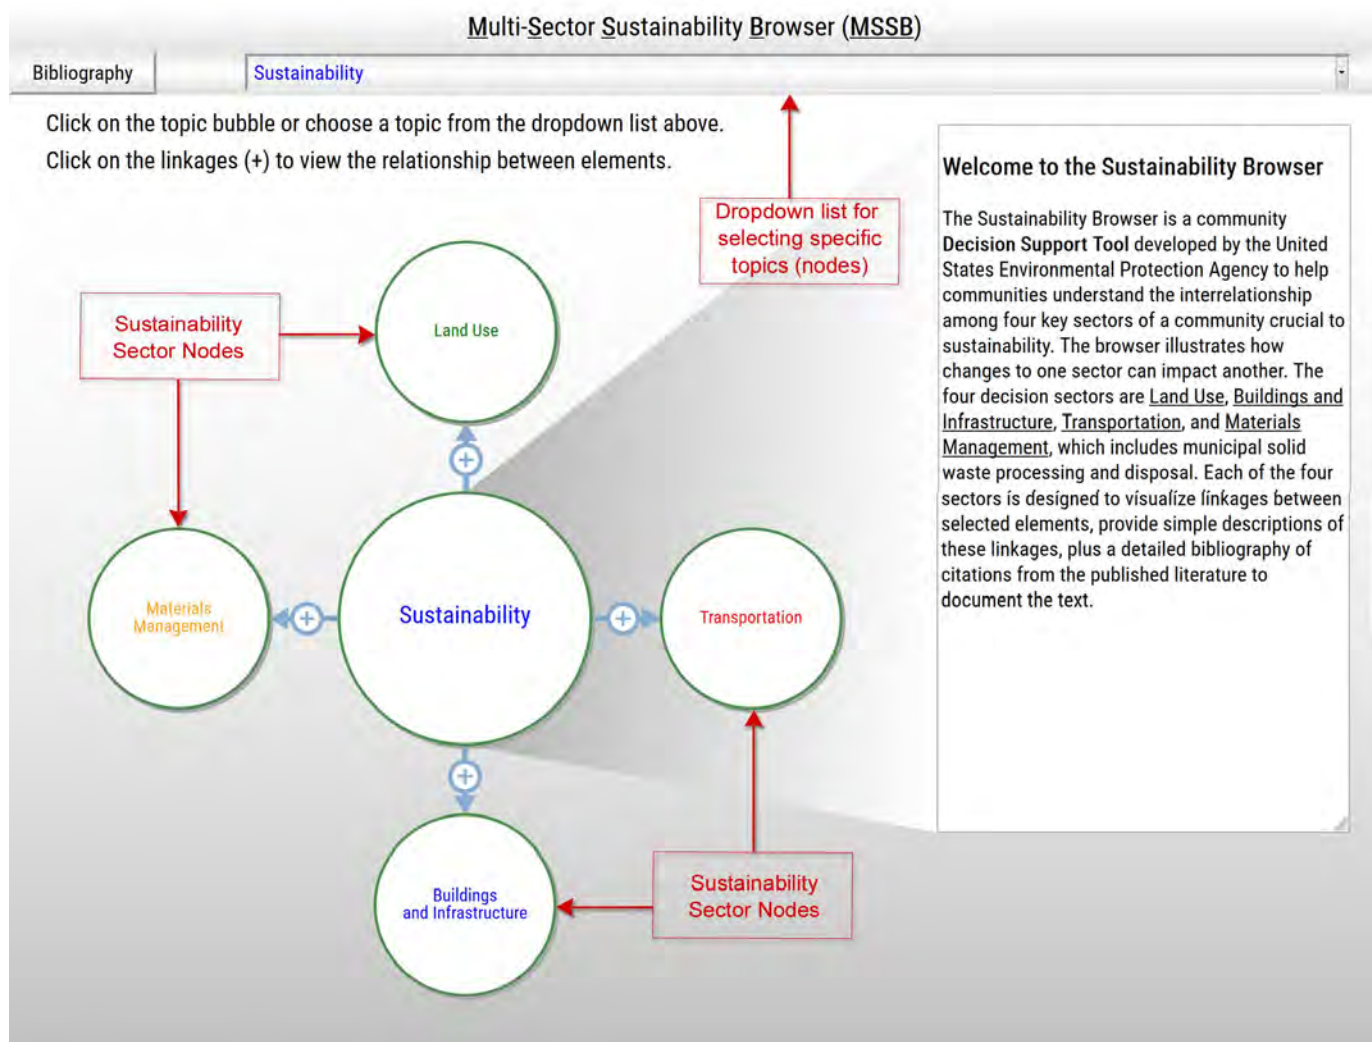 Multi-Sector Sustainability Browser (MSSB)
Bibliography
Sustainability
Click on the topic bubble or choose a topic from the dropdown list above.
Click on the linkages (+) to view the relationship between elements.
Dropdown list for
selecting specific
topics (nodes)
Sustainability
Sector Nodes
Land Use
Materials
Management
Sustainability
Transportation
Buildings
and Infrastructure
Sustainability
Sector Nodes
Welcome to the Sustainability Browser
The Sustainability Browser is a community
Decision Support Tool developed by the United
States Environmental Protection Agency to help
communities understand the interrelationship
among four key sectors of a community crucial to
sustainability. The browser illustrates how
changes to one sector can impact another. The
four decision sectors are Land Use, Buildings and
Infrastructure, Transportation, and Materials
Management, which includes municipal solid
waste processing and disposal. Each of the four
sectors is designed to visualize linkages between
selected elements, provide simple descriptions of
these linkages, plus a detailed bibliography of
citations from the published literature to
document the text.